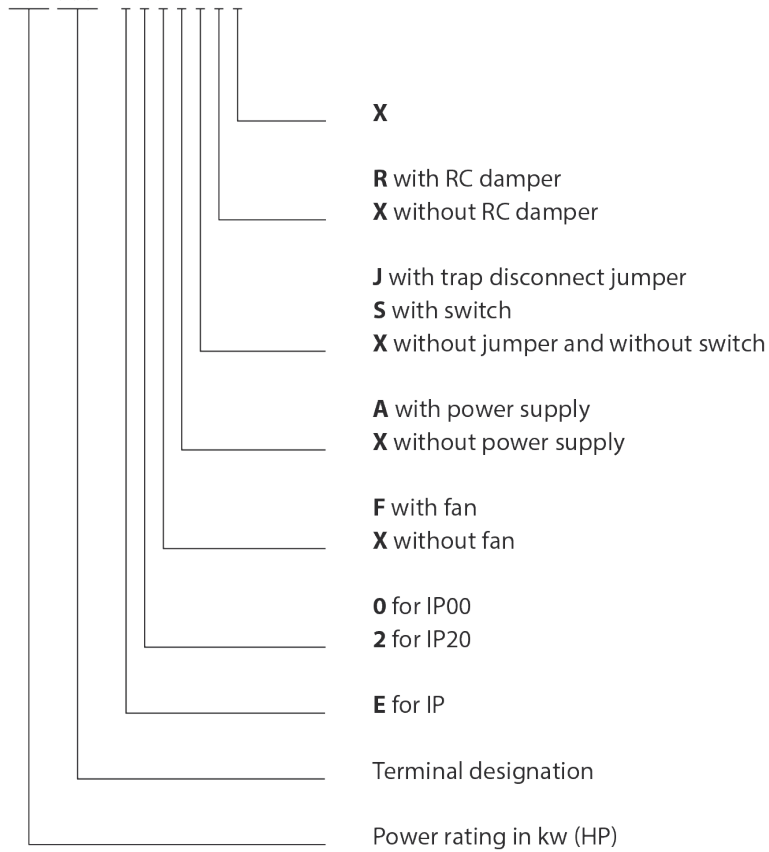 X
R with RC damper
X without RC damper
J with trap disconnect jumper
S with switch
X without jumper and without switch
A with power supply
X without power supply
F with fan
X without fan
0 for IP00
2 for IP20
E for IP
Terminal designation
Power rating in kw (HP)